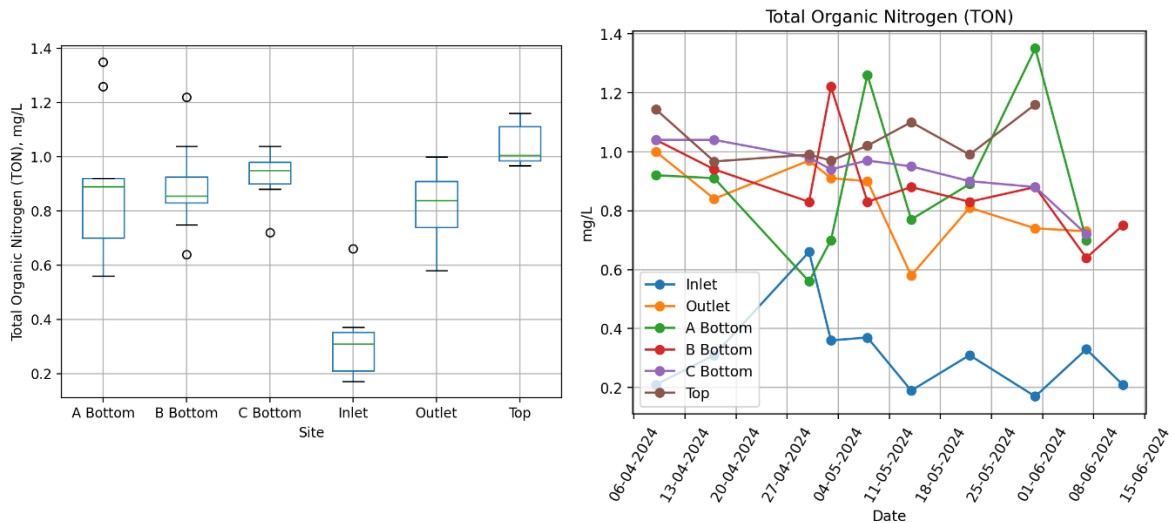 1.4
1.2
1.0
0.8
0.6
0.4
0.2
Total Organic Nitrogen (TON), mg/L
A Bottom B Bottom C Bottom Inlet Outlet Top
Site
Total Organic Nitrogen (TON)
1.4
1.2
1.0
0.8
0.6
0.4
0.2
mg/L
Inlet
Outlet
A Bottom
B Bottom
C Bottom
Top
06-04-2024 13-04-2024 20-04-2024 27-04-2024 04-05-2024 11-05-2024 18-05-2024 25-05-2024 01-06-2024 08-06-2024 15-06-2024
Date